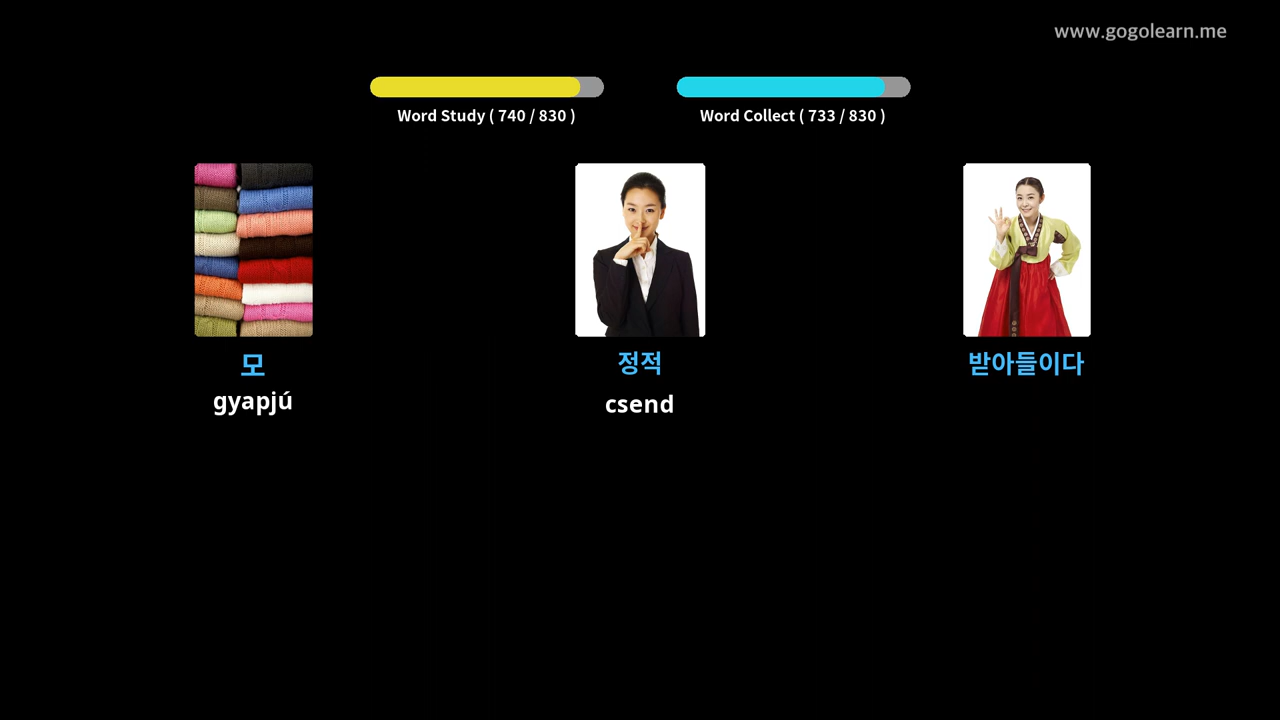 www.gogolearn.me
Word Study ( 740 / 830 )
Word Collect ( 733 / 830 )
모
gyapjú
정적
csend
받아들이다